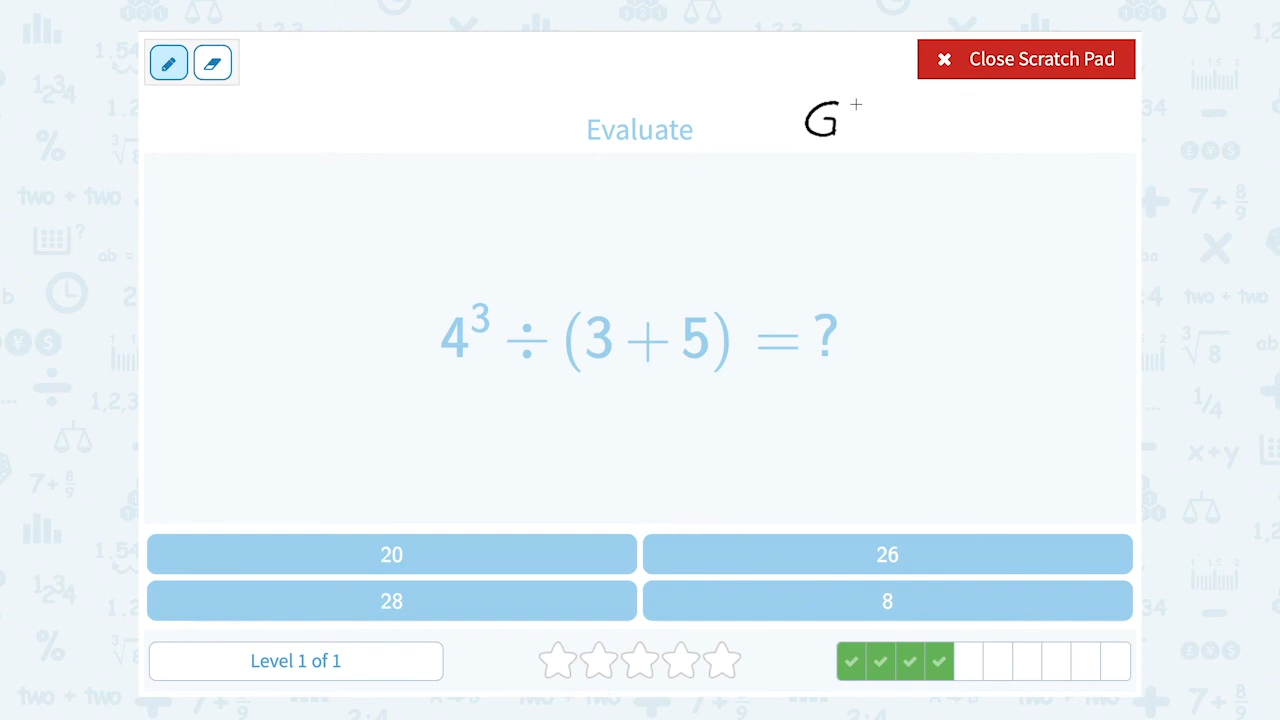 ✖ Close Scratch Pad
Evaluate G
4³ ÷ (3 + 5) = ?
20 26
28 8
Level 1 of 1